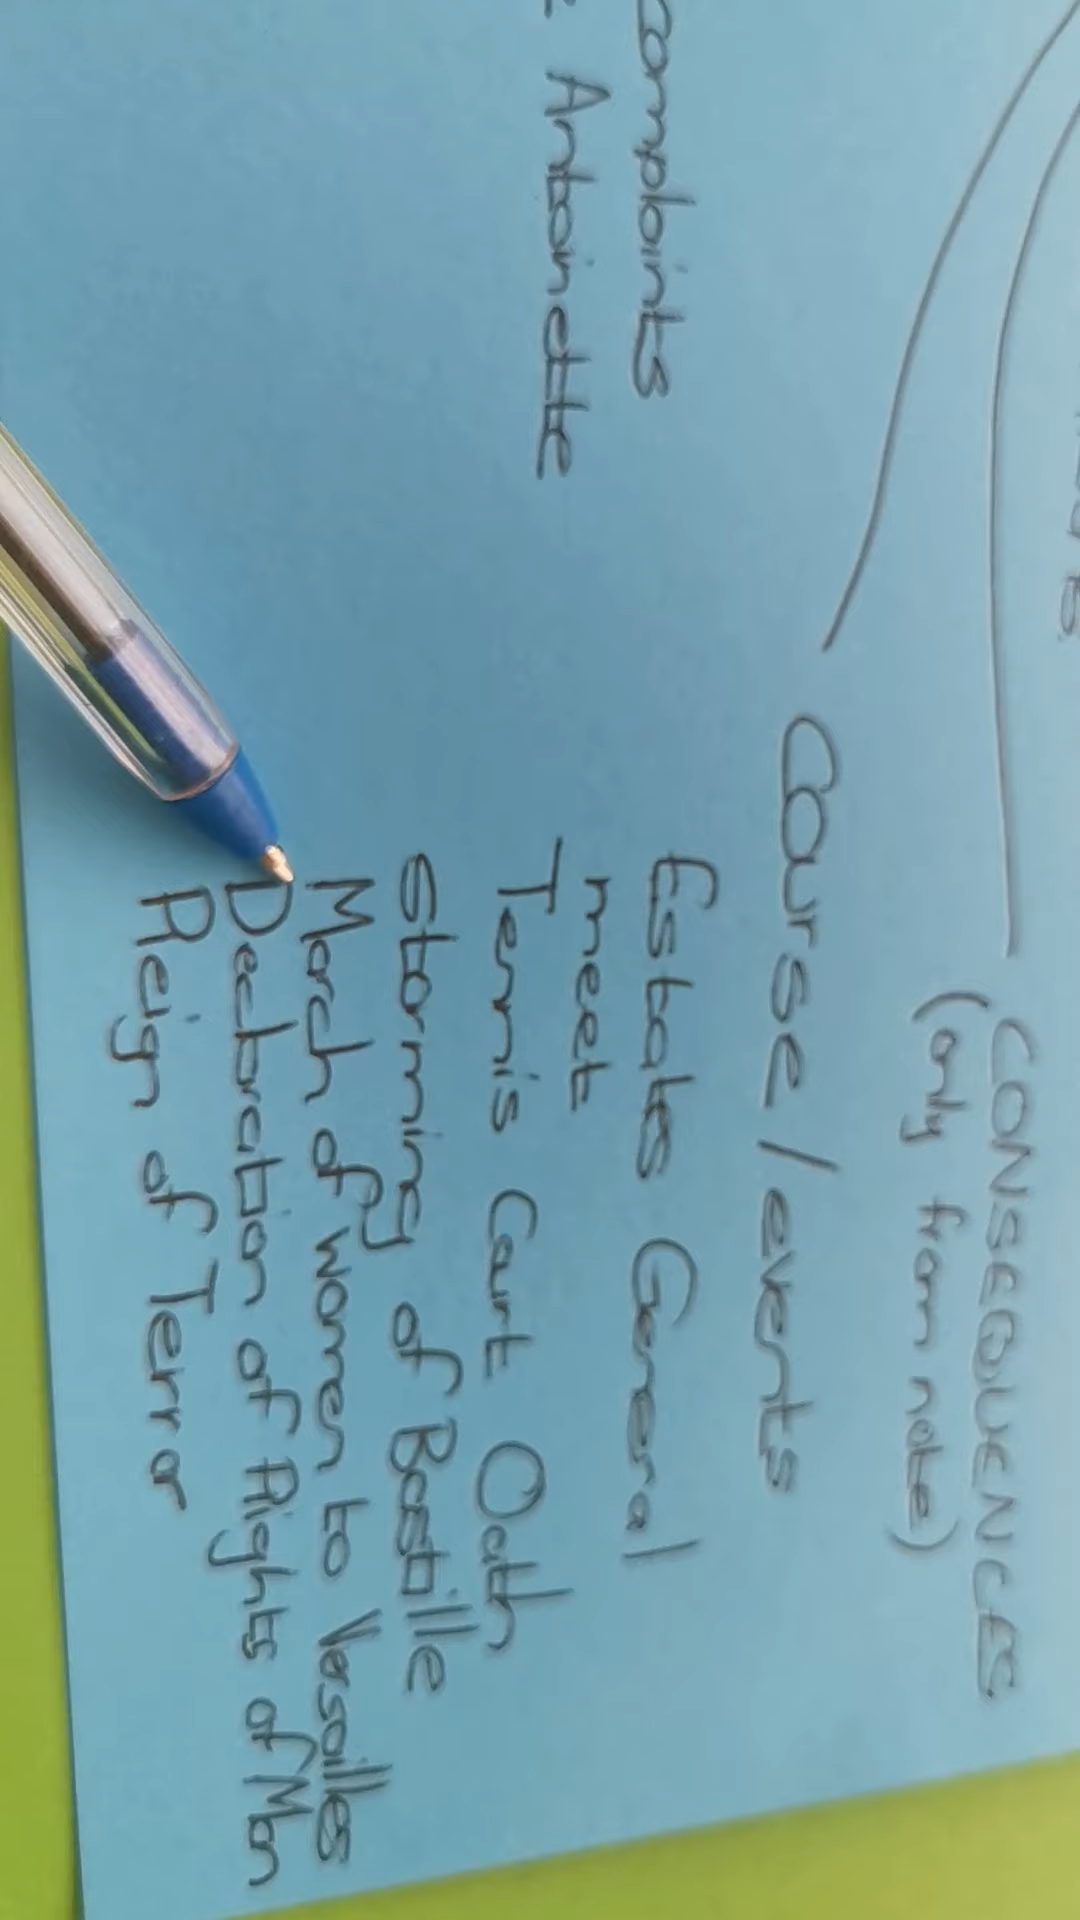 CONSEQUENCES
(only from note)
Course / events
Estates General
meet
Tennis Court Oath
Storming of Bastille
March of women to Versailles
Declaration of Rights of Man
Reign of Terror
complaints
Antoinette